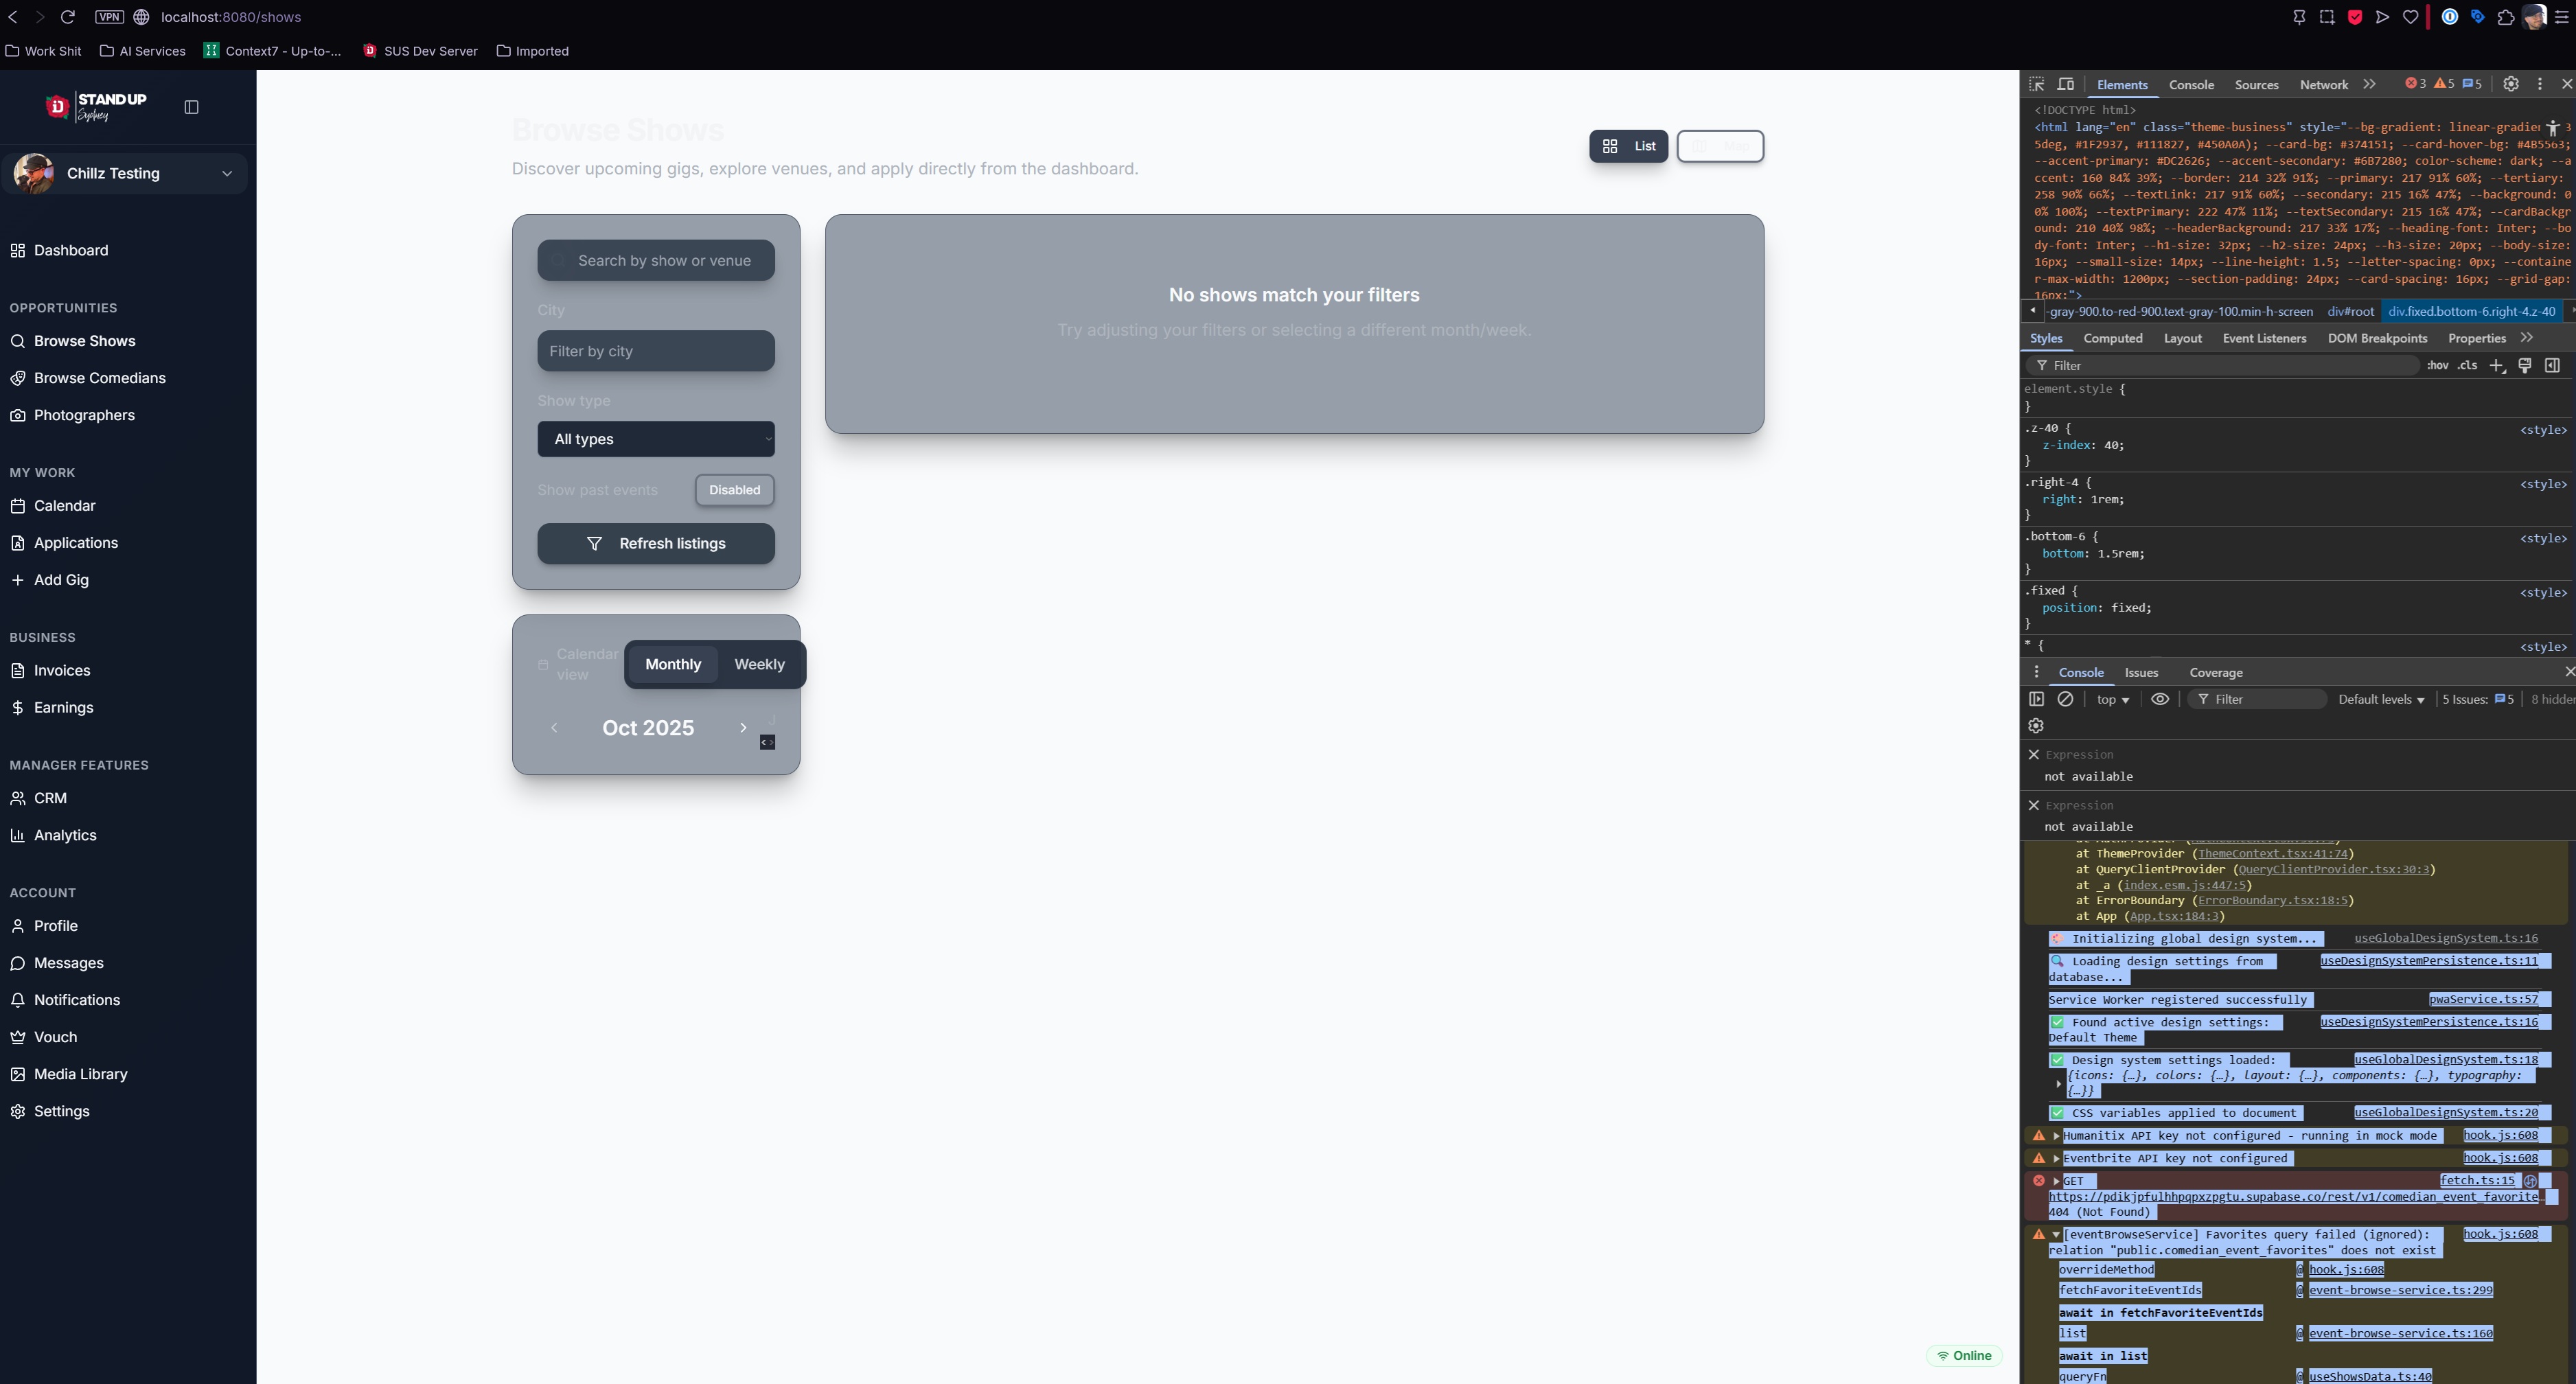 VPN localhost:8080/shows
Work Shit AI Services Context7 - Up-to-... SUS Dev Server Imported
STAND UP
Sydney
Chillz Testing
Dashboard
OPPORTUNITIES
Browse Shows
Browse Comedians
Photographers
MY WORK
Calendar
Applications
Add Gig
BUSINESS
Invoices
Earnings
MANAGER FEATURES
CRM
Analytics
ACCOUNT
Profile
Messages
Notifications
Vouch
Media Library
Settings
Browse Shows
Discover upcoming gigs, explore venues, and apply directly from the dashboard.
List Map
Search by show or venue
City
Filter by city
Show type
All types
Show past events Disabled
Refresh listings
Calendar view Monthly Weekly
Oct 2025
No shows match your filters
Try adjusting your filters or selecting a different month/week.
Online
Elements Console Sources Network 3 5 5
<!DOCTYPE html>
<html lang="en" class="theme-business" style="--bg-gradient: linear-gradien 3
5deg, #1F2937, #111827, #450A0A); --card-bg: #374151; --card-hover-bg: #4B5563;
--accent-primary: #DC2626; --accent-secondary: #6B7280; color-scheme: dark; --a
ccent: 160 84% 39%; --border: 214 32% 91%; --primary: 217 91% 60%; --tertiary:
258 90% 66%; --textLink: 217 91% 60%; --secondary: 215 16% 47%; --background: 0
0% 100%; --textPrimary: 222 47% 11%; --textSecondary: 215 16% 47%; --cardBackgr
ound: 210 40% 98%; --headerBackground: 217 33% 17%; --heading-font: Inter; --bo
dy-font: Inter; --h1-size: 32px; --h2-size: 24px; --h3-size: 20px; --body-size:
16px; --small-size: 14px; --line-height: 1.5; --letter-spacing: 0px; --containe
r-max-width: 1200px; --section-padding: 24px; --card-spacing: 16px; --grid-gap:
16px;">
-gray-900.to-red-900.text-gray-100.min-h-screen div#root div.fixed.bottom-6.right-4.z-40
Styles Computed Layout Event Listeners DOM Breakpoints Properties
Filter :hov .cls
element.style {
}
.z-40 { <style>
z-index: 40;
}
.right-4 { <style>
right: 1rem;
}
.bottom-6 { <style>
bottom: 1.5rem;
}
.fixed { <style>
position: fixed;
}
* { <style>
Console Issues Coverage
top Filter Default levels 5 Issues: 5 8 hidden
Expression
not available
Expression
not available
at ThemeProvider (ThemeContext.tsx:41:74)
at QueryClientProvider (QueryClientProvider.tsx:30:3)
at _a (index.esm.js:447:5)
at ErrorBoundary (ErrorBoundary.tsx:18:5)
at App (App.tsx:184:3)
Initializing global design system... useGlobalDesignSystem.ts:16
Loading design settings from useDesignSystemPersistence.ts:11
database...
Service Worker registered successfully pwaService.ts:57
Found active design settings: useDesignSystemPersistence.ts:16
Default Theme
Design system settings loaded: useGlobalDesignSystem.ts:18
{icons: {…}, colors: {…}, layout: {…}, components: {…}, typography:
{…}}
CSS variables applied to document useGlobalDesignSystem.ts:20
Humanitix API key not configured - running in mock mode hook.js:608
Eventbrite API key not configured hook.js:608
GET fetch.ts:15
https://pdikjpfulhhpqpxzpgtu.supabase.co/rest/v1/comedian_event_favorite…
404 (Not Found)
[eventBrowseService] Favorites query failed (ignored): hook.js:608
relation "public.comedian_event_favorites" does not exist
overrideMethod @ hook.js:608
fetchFavoriteEventIds @ event-browse-service.ts:299
await in fetchFavoriteEventIds
list @ event-browse-service.ts:160
await in list
queryFn @ useShowsData.ts:40